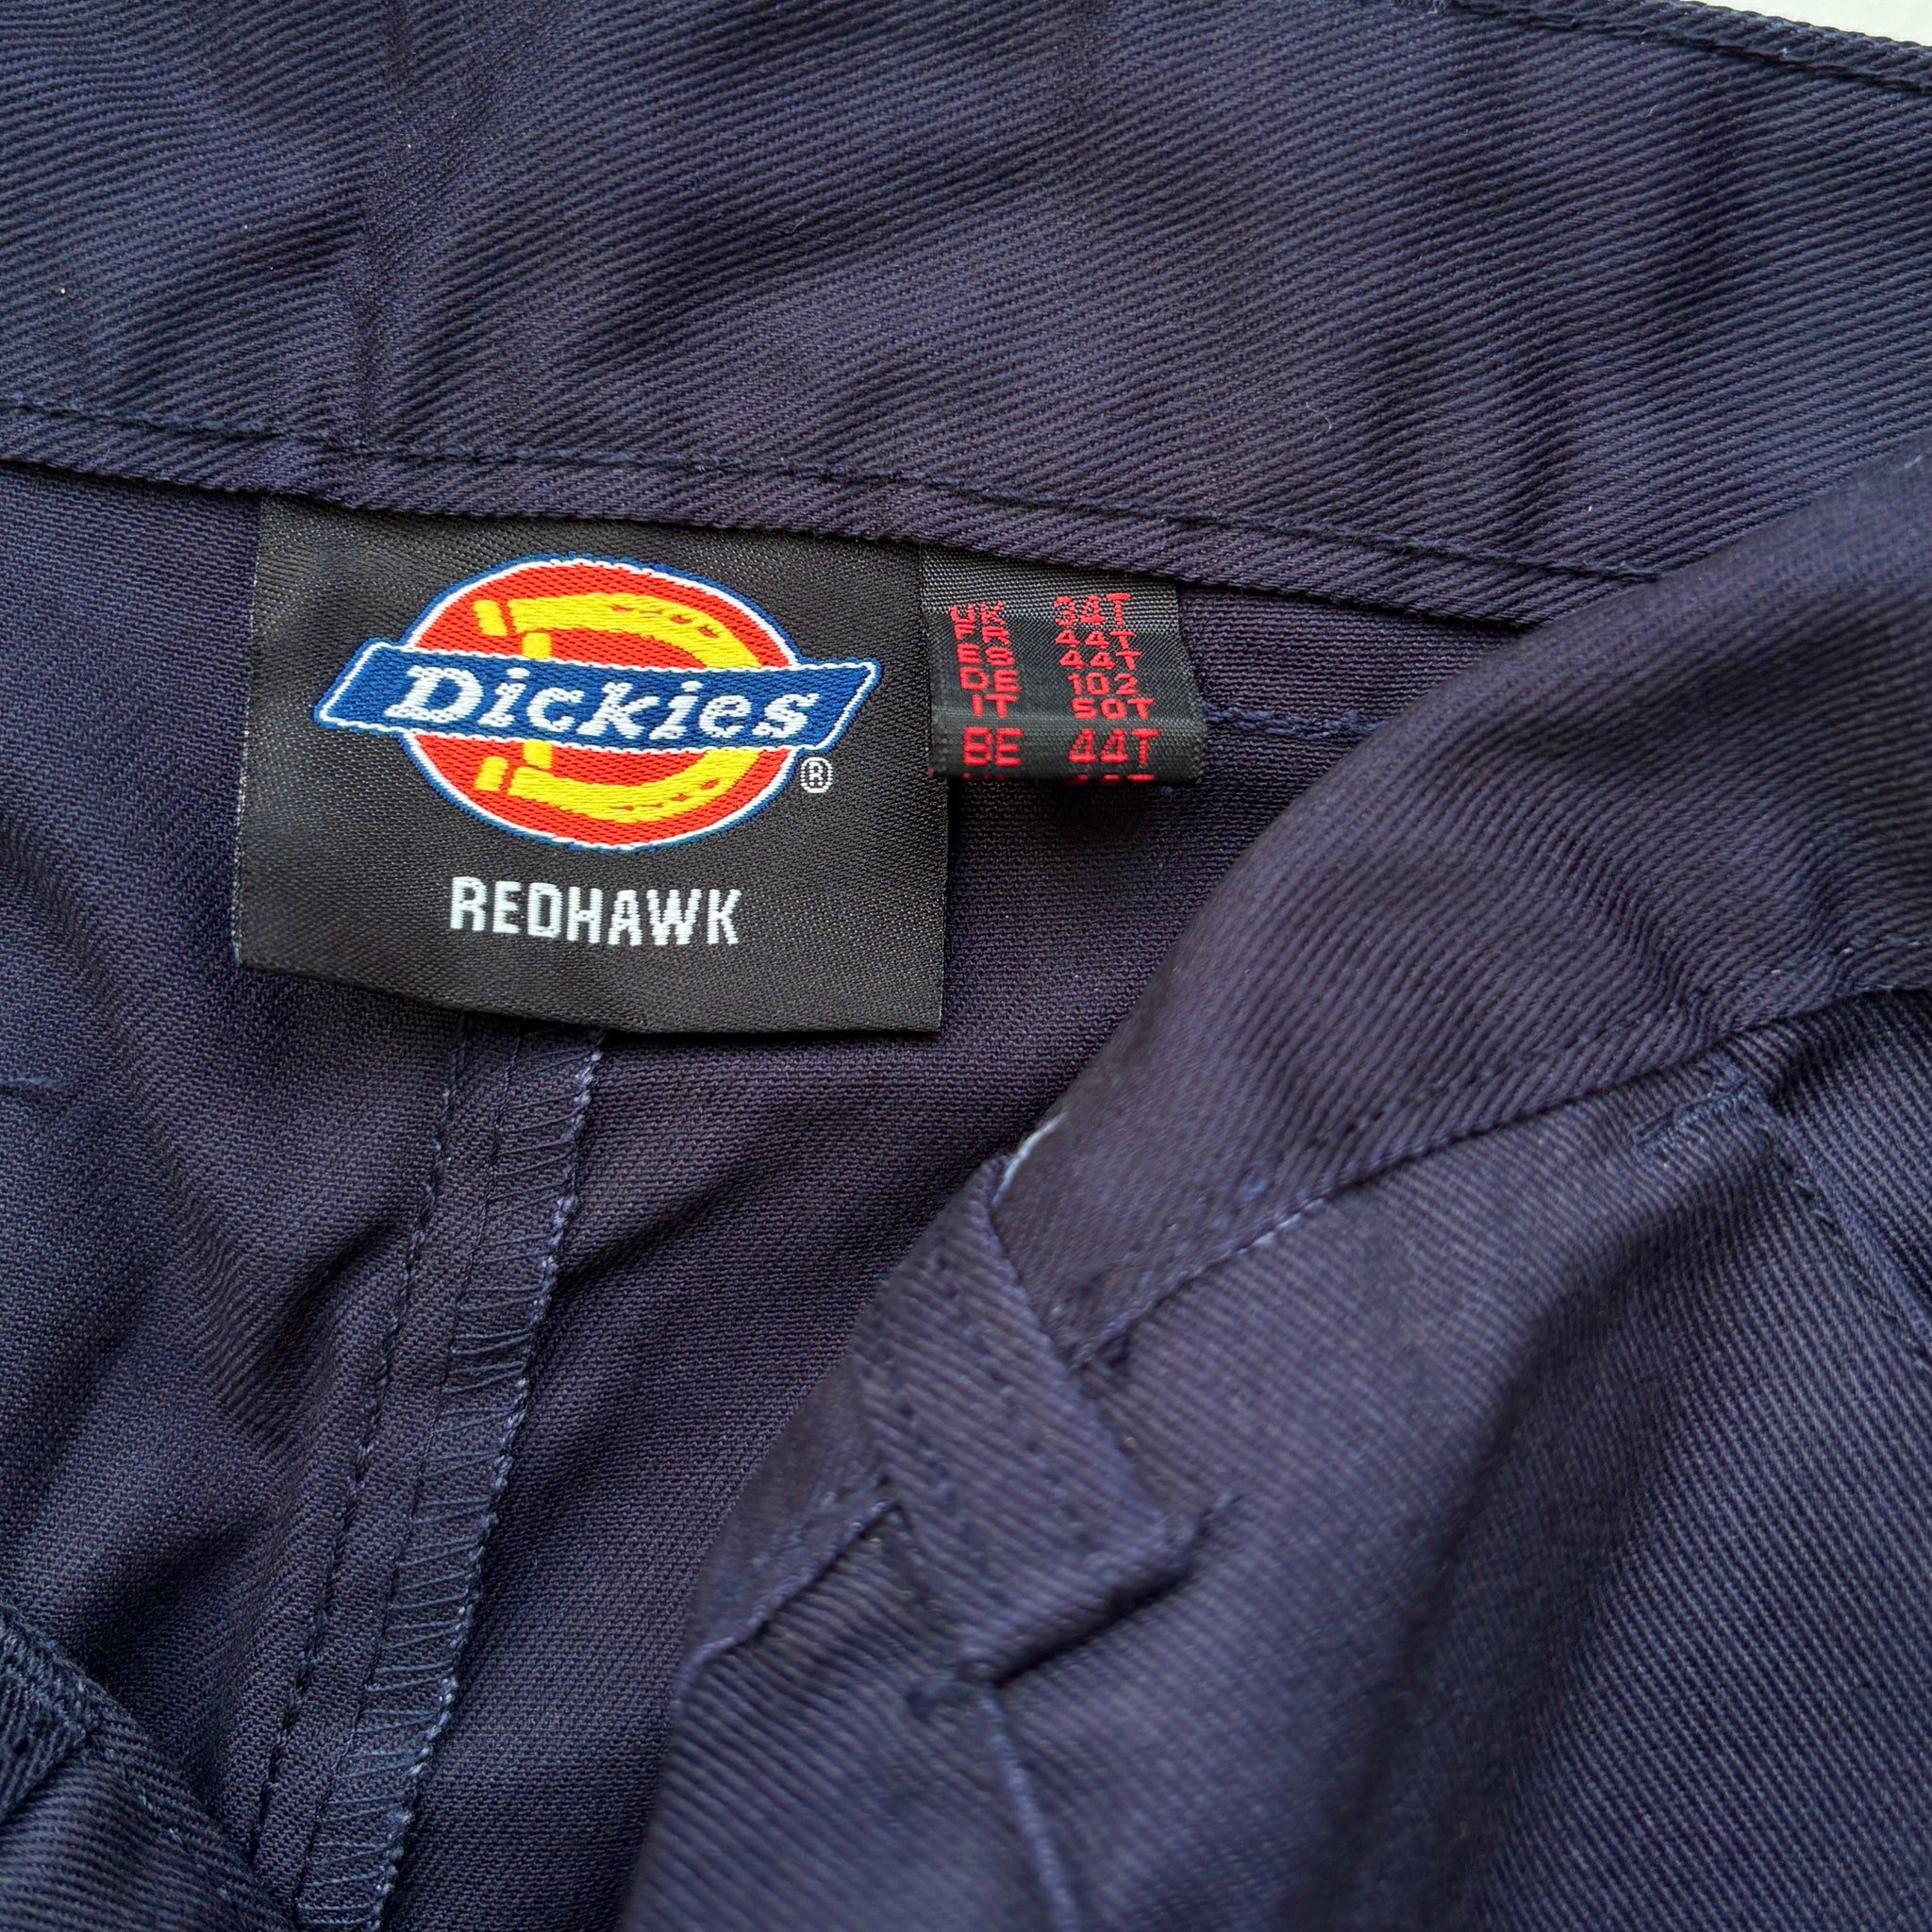 Dickies
®
REDHAWK
UK 34T
FR 44T
ES 44T
DE 102
IT 50T
BE 44T